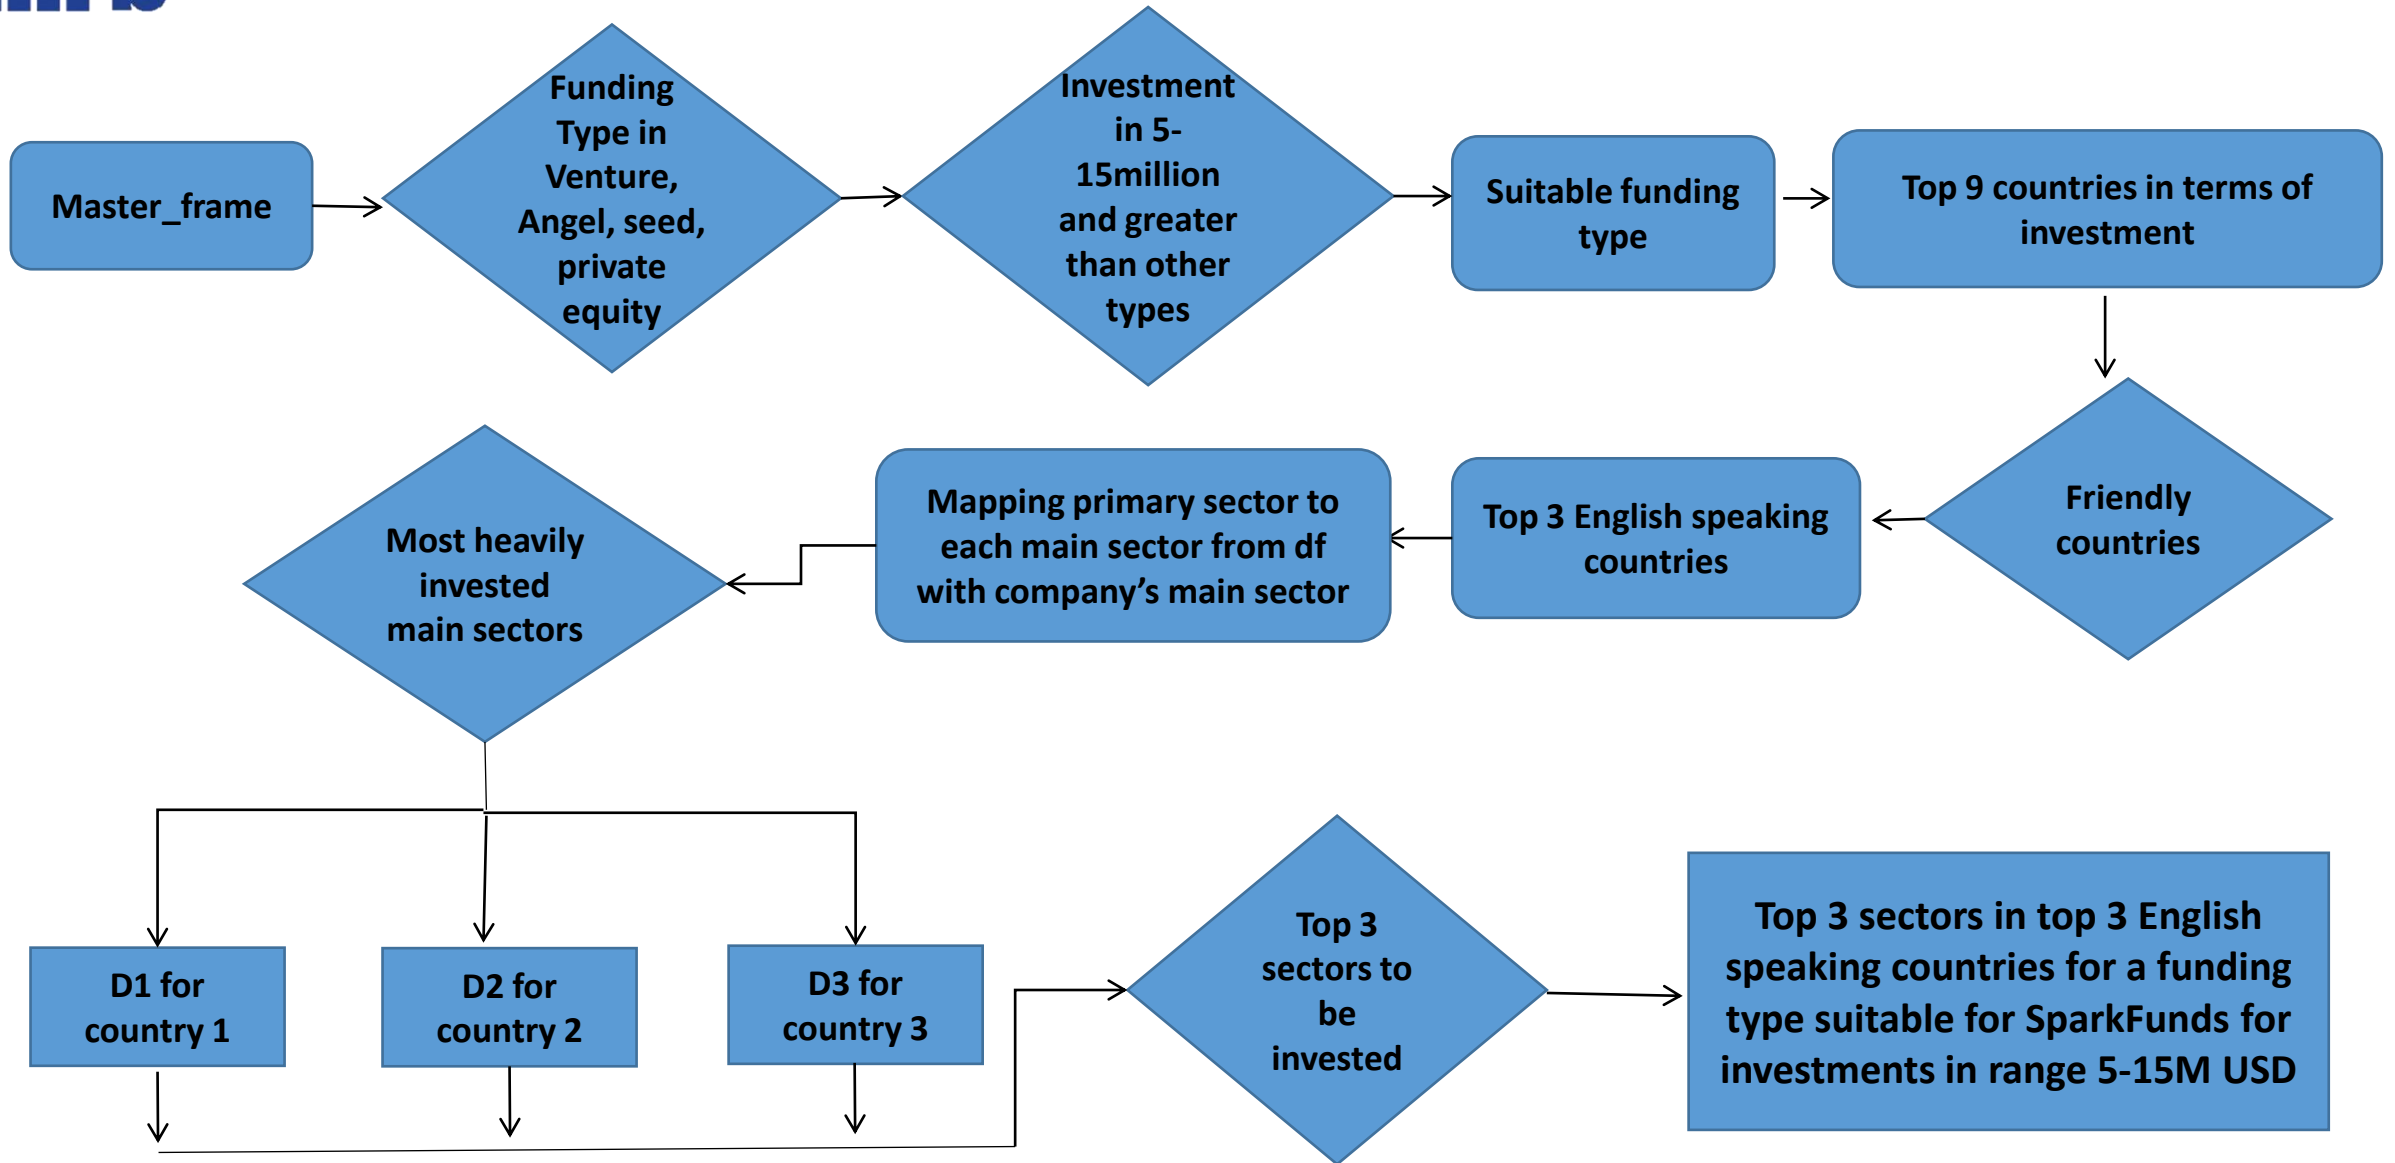 Master_frame
Funding
Type in
Venture,
Angel, seed,
private
equity
Investment
in 5-
15million
and greater
than other
types
Suitable funding
type
Top 9 countries in terms of
investment
Friendly
countries
Top 3 English speaking
countries
Mapping primary sector to
each main sector from df
with company’s main sector
Most heavily
invested
main sectors
D1 for
country 1
D2 for
country 2
D3 for
country 3
Top 3
sectors to
be
invested
Top 3 sectors in top 3 English
speaking countries for a funding
type suitable for SparkFunds for
investments in range 5-15M USD